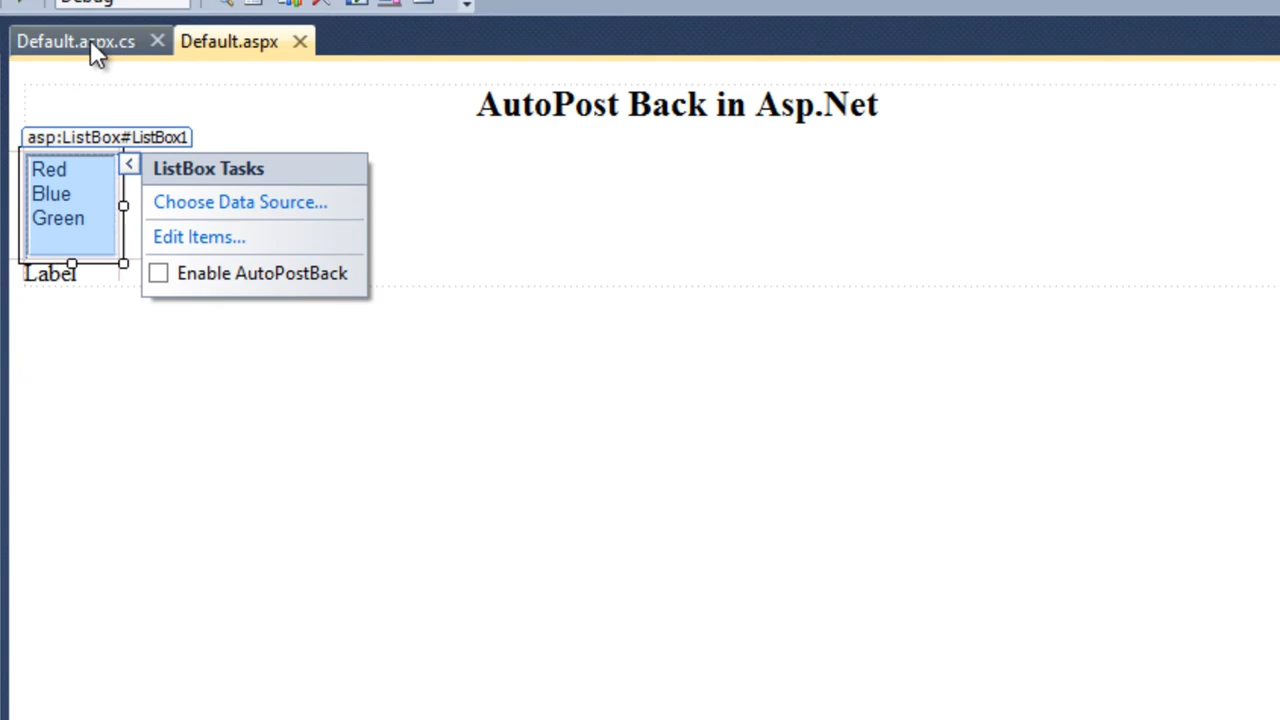 Debug
Default.aspx.cs Default.aspx
AutoPost Back in Asp.Net
asp:ListBox#ListBox1
Red
Blue
Green
Label
ListBox Tasks
Choose Data Source...
Edit Items...
Enable AutoPostBack